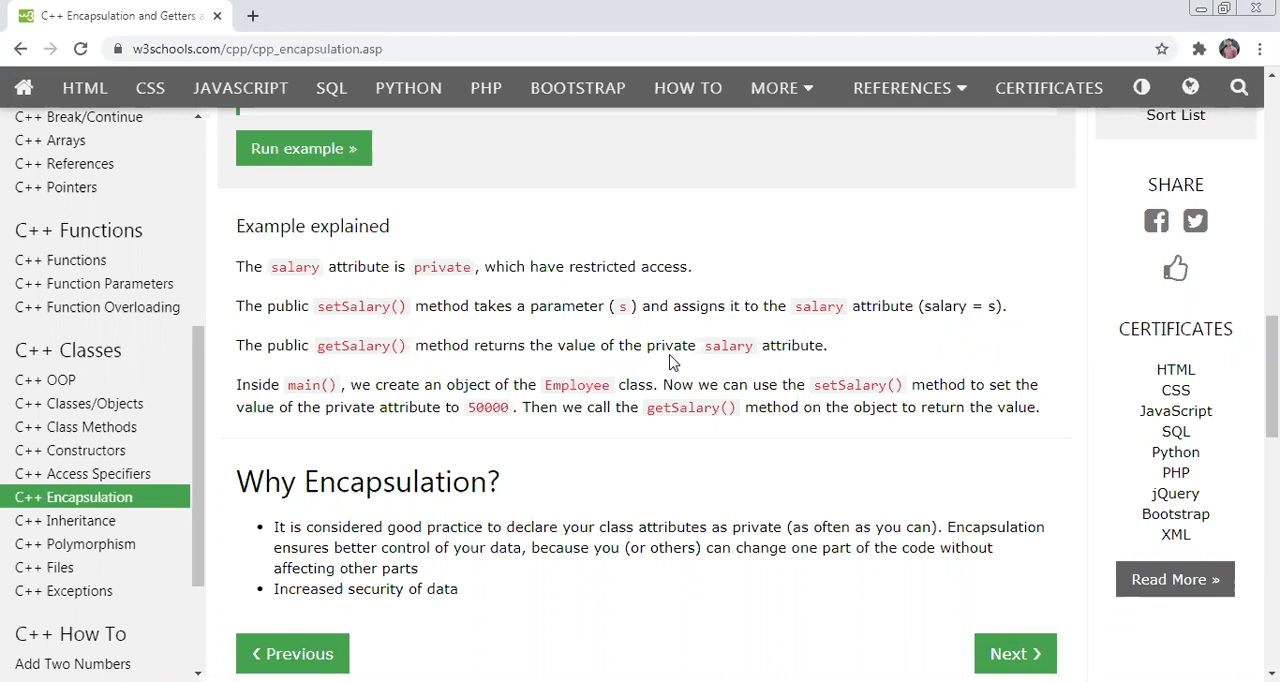 C++ Encapsulation and Getters a
w3schools.com/cpp/cpp_encapsulation.asp
HTML CSS JAVASCRIPT SQL PYTHON PHP BOOTSTRAP HOW TO MORE REFERENCES CERTIFICATES
C++ Break/Continue
C++ Arrays
C++ References
C++ Pointers
C++ Functions
C++ Functions
C++ Function Parameters
C++ Function Overloading
C++ Classes
C++ OOP
C++ Classes/Objects
C++ Class Methods
C++ Constructors
C++ Access Specifiers
C++ Encapsulation
C++ Inheritance
C++ Polymorphism
C++ Files
C++ Exceptions
C++ How To
Add Two Numbers
Run example »
Example explained
The salary attribute is private, which have restricted access.
The public setSalary() method takes a parameter (s) and assigns it to the salary attribute (salary = s).
The public getSalary() method returns the value of the private salary attribute.
Inside main(), we create an object of the Employee class. Now we can use the setSalary() method to set the
value of the private attribute to 50000. Then we call the getSalary() method on the object to return the value.
Why Encapsulation?
• It is considered good practice to declare your class attributes as private (as often as you can). Encapsulation
ensures better control of your data, because you (or others) can change one part of the code without
affecting other parts
• Increased security of data
❮ Previous
Next ❯
Sort List
SHARE
CERTIFICATES
HTML
CSS
JavaScript
SQL
Python
PHP
jQuery
Bootstrap
XML
Read More »